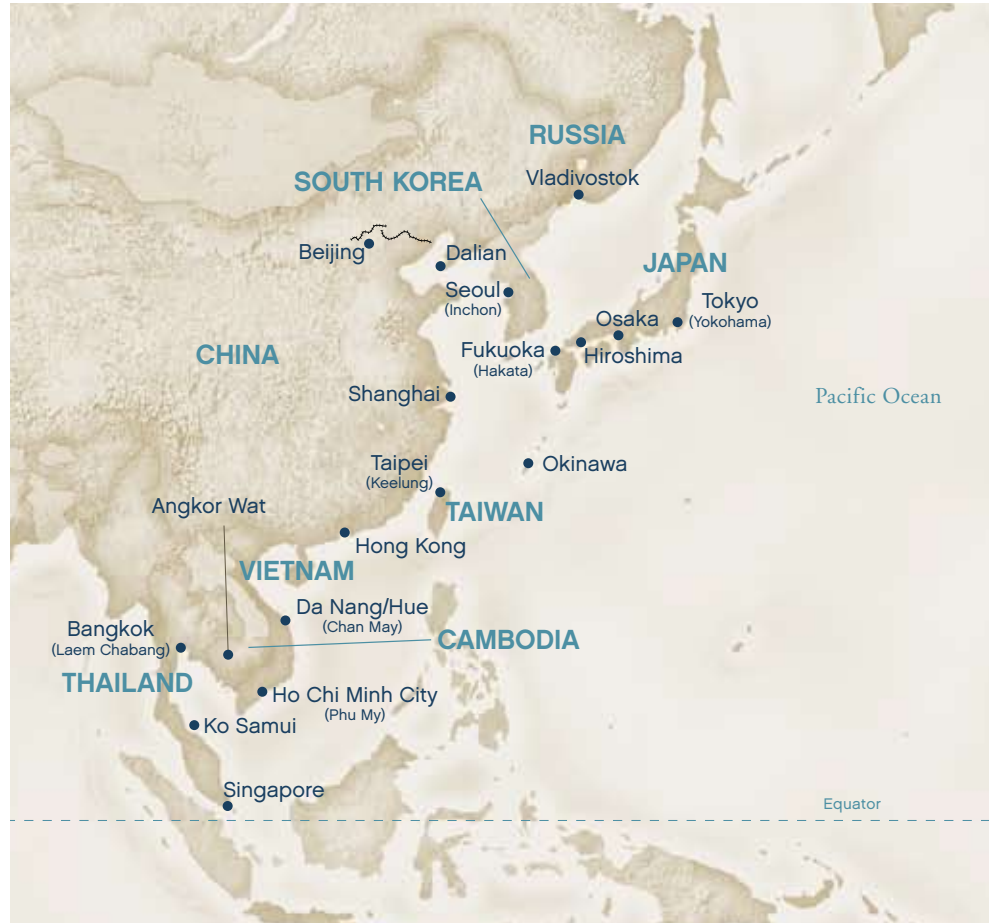 RUSSIA
SOUTH KOREA
Vladivostok
Beijing
Dalian
JAPAN
Seoul
(Inchon)
Tokyo
(Yokohama)
Osaka
Fukuoka
(Hakata)
Hiroshima
CHINA
Shanghai
Pacific Ocean
Taipei
(Keelung)
Okinawa
Angkor Wat
TAIWAN
Hong Kong
VIETNAM
Da Nang/Hue
(Chan May)
Bangkok
(Laem Chabang)
CAMBODIA
THAILAND
Ho Chi Minh City
(Phu My)
Ko Samui
Singapore
Equator